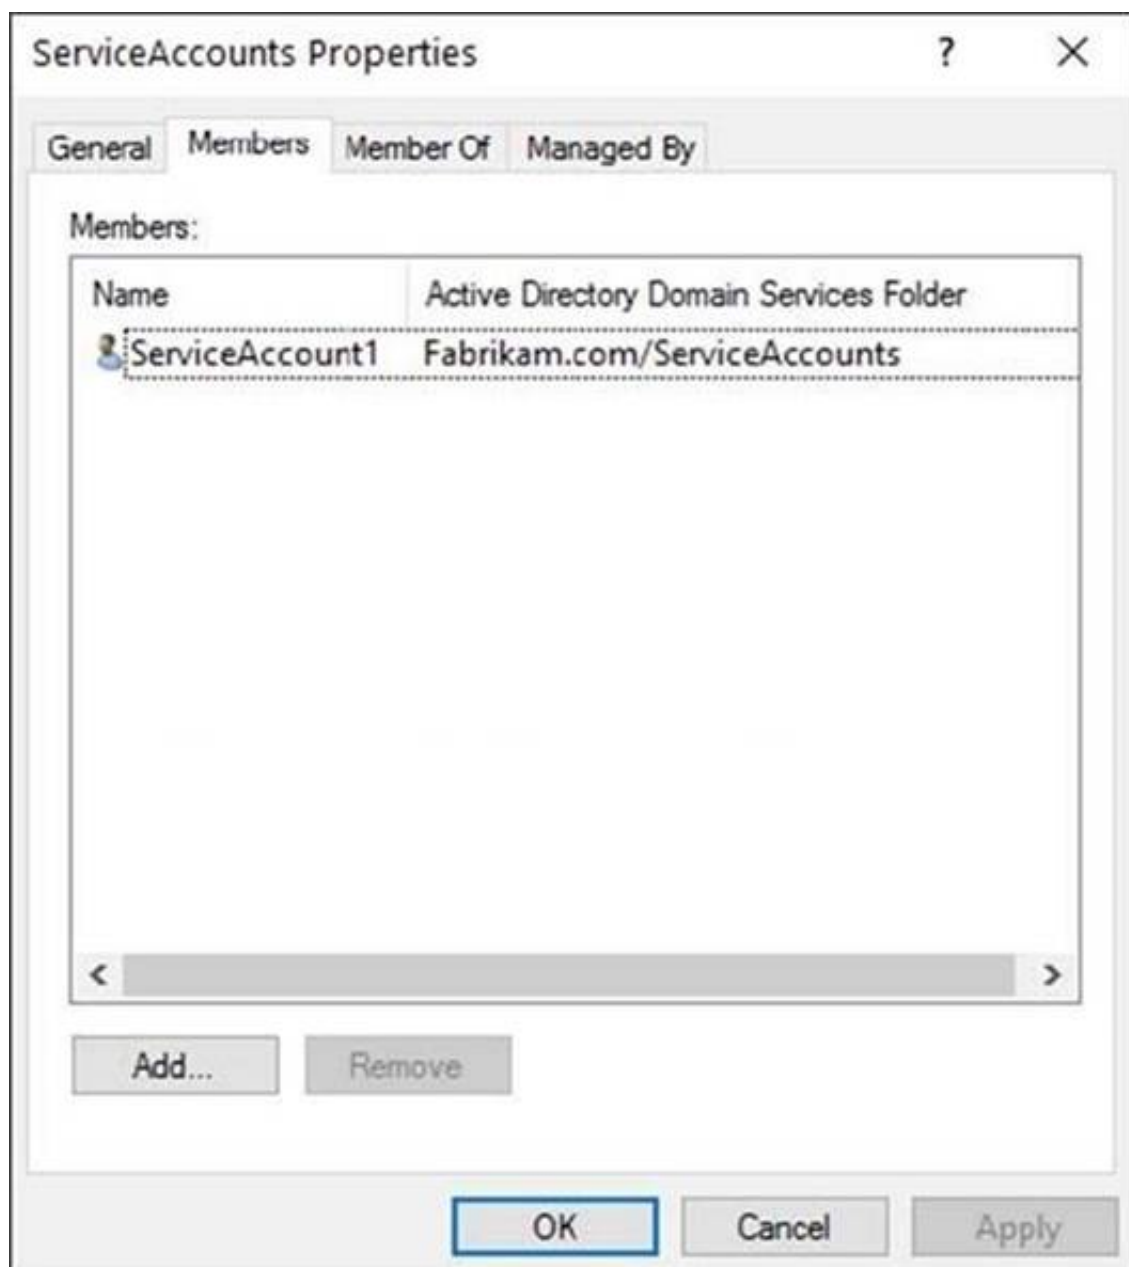 ServiceAccounts Properties ? ×
General Members Member Of Managed By
Members:
Name Active Directory Domain Services Folder
ServiceAccount1 Fabrikam.com/ServiceAccounts
< >
Add... Remove
OK Cancel Apply